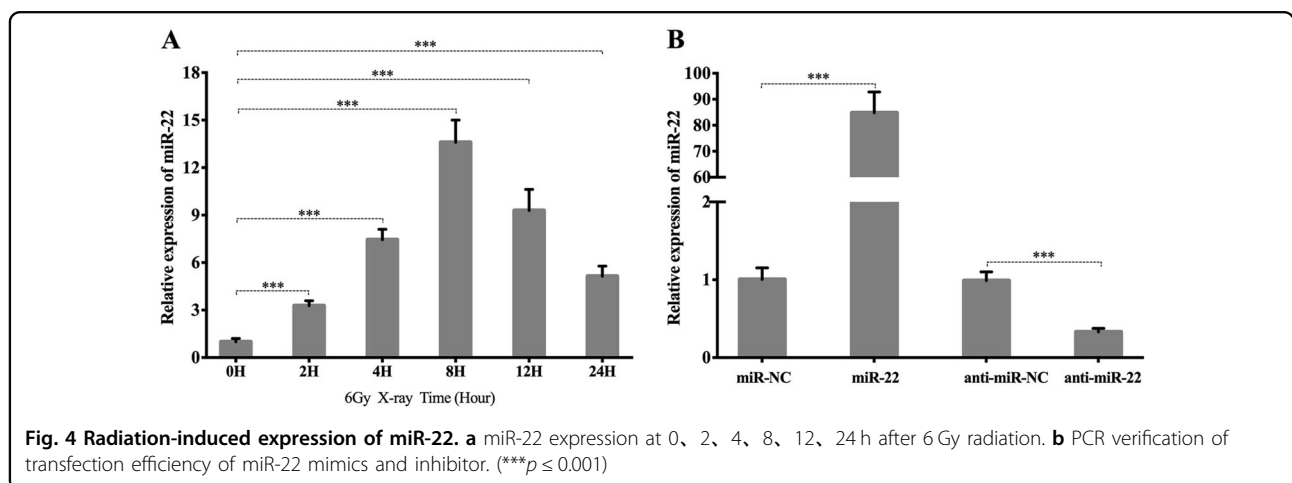 A
B
Relative expression of miR-22
18
15
12
9
6
3
0
***
***
***
***
***
0H 2H 4H 8H 12H 24H
6Gy X-ray Time (Hour)
Relative expression of miR-22
100
90
80
70
60
2
1
0
***
***
miR-NC miR-22 anti-miR-NC anti-miR-22
Fig. 4 Radiation-induced expression of miR-22. a miR-22 expression at 0、2、4、8、12、24 h after 6 Gy radiation. b PCR verification of
transfection efficiency of miR-22 mimics and inhibitor. (***p ≤ 0.001)